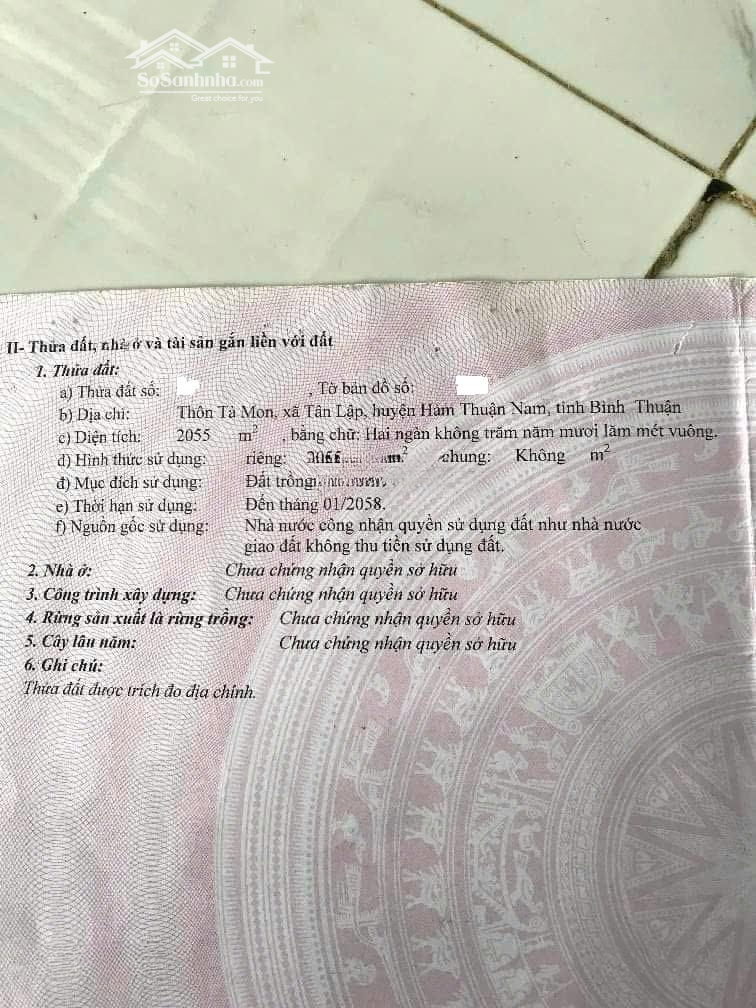 SoSanhnha.com
Great choice for you
II- Thửa đất, nhà ở và tài sản gắn liền với đất
1. Thửa đất:
a) Thửa đất số: , Tờ bản đồ số:
b) Địa chỉ: Thôn Tà Mon, xã Tân Lập, huyện Hàm Thuận Nam, tỉnh Bình Thuận
c) Diện tích: 2055 m², bằng chữ: Hai ngàn không trăm năm mươi lăm mét vuông.
d) Hình thức sử dụng: riêng: m² chung: Không m²
đ) Mục đích sử dụng: Đất trồng
e) Thời hạn sử dụng: Đến tháng 01/2058.
f) Nguồn gốc sử dụng: Nhà nước công nhận quyền sử dụng đất như nhà nước
giao đất không thu tiền sử dụng đất.
2. Nhà ở: Chưa chứng nhận quyền sở hữu
3. Công trình xây dựng: Chưa chứng nhận quyền sở hữu
4. Rừng sản xuất là rừng trồng: Chưa chứng nhận quyền sở hữu
5. Cây lâu năm: Chưa chứng nhận quyền sở hữu
6. Ghi chú:
Thửa đất được trích đo địa chính.